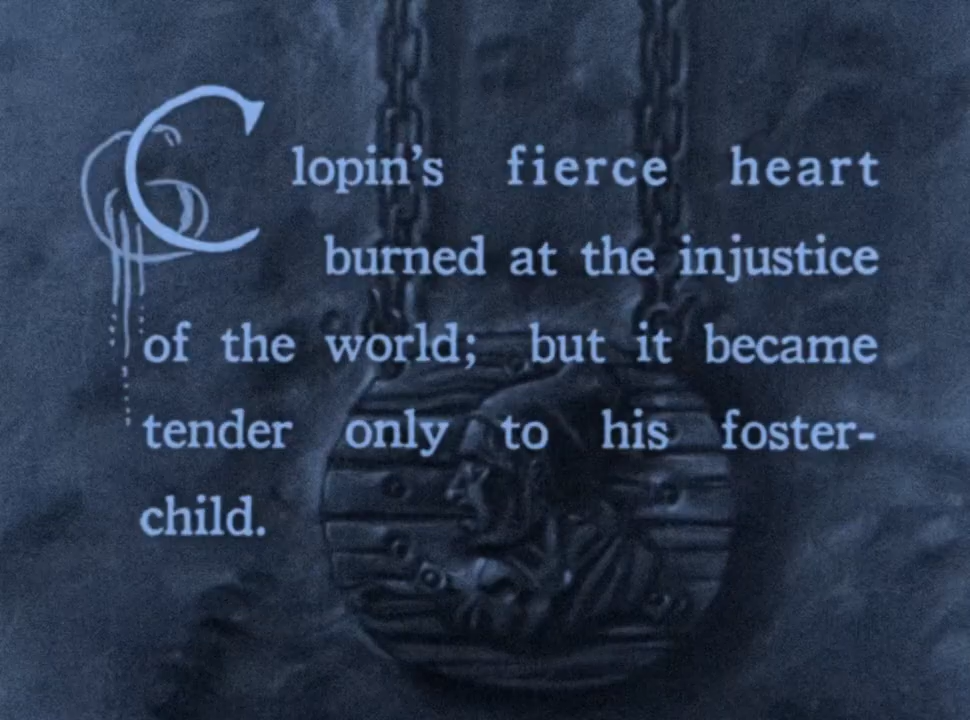 Clopin's fierce heart
burned at the injustice
of the world; but it became
tender only to his foster-
child.